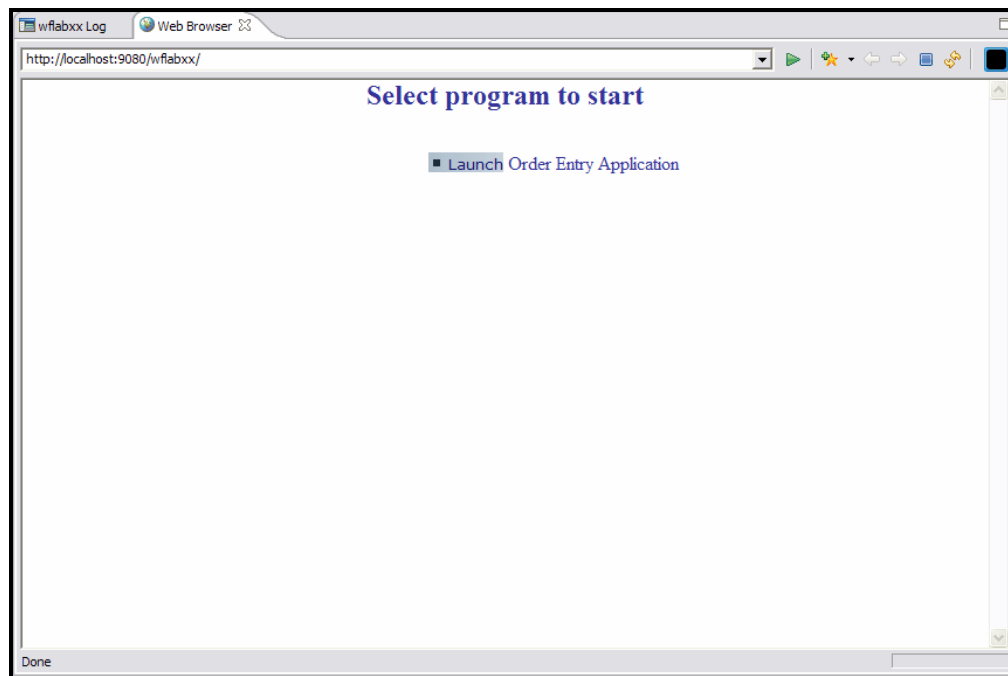 wflabxx Log
Web Browser
http://localhost:9080/wflabxx/
Select program to start
Launch Order Entry Application
Done